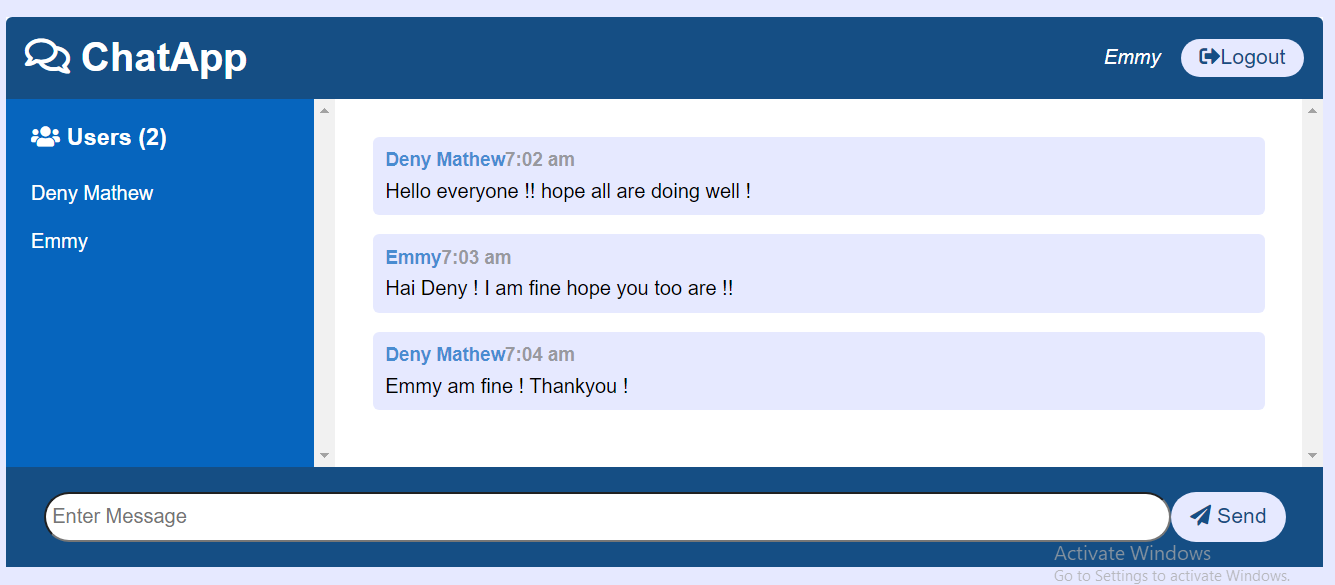 ChatApp
Emmy
Logout
Users (2)
Deny Mathew
Emmy
Deny Mathew7:02 am
Hello everyone !! hope all are doing well !
Emmy7:03 am
Hai Deny ! I am fine hope you too are !!
Deny Mathew7:04 am
Emmy am fine ! Thankyou !
Enter Message
Send
Activate Windows
Go to Settings to activate Windows.